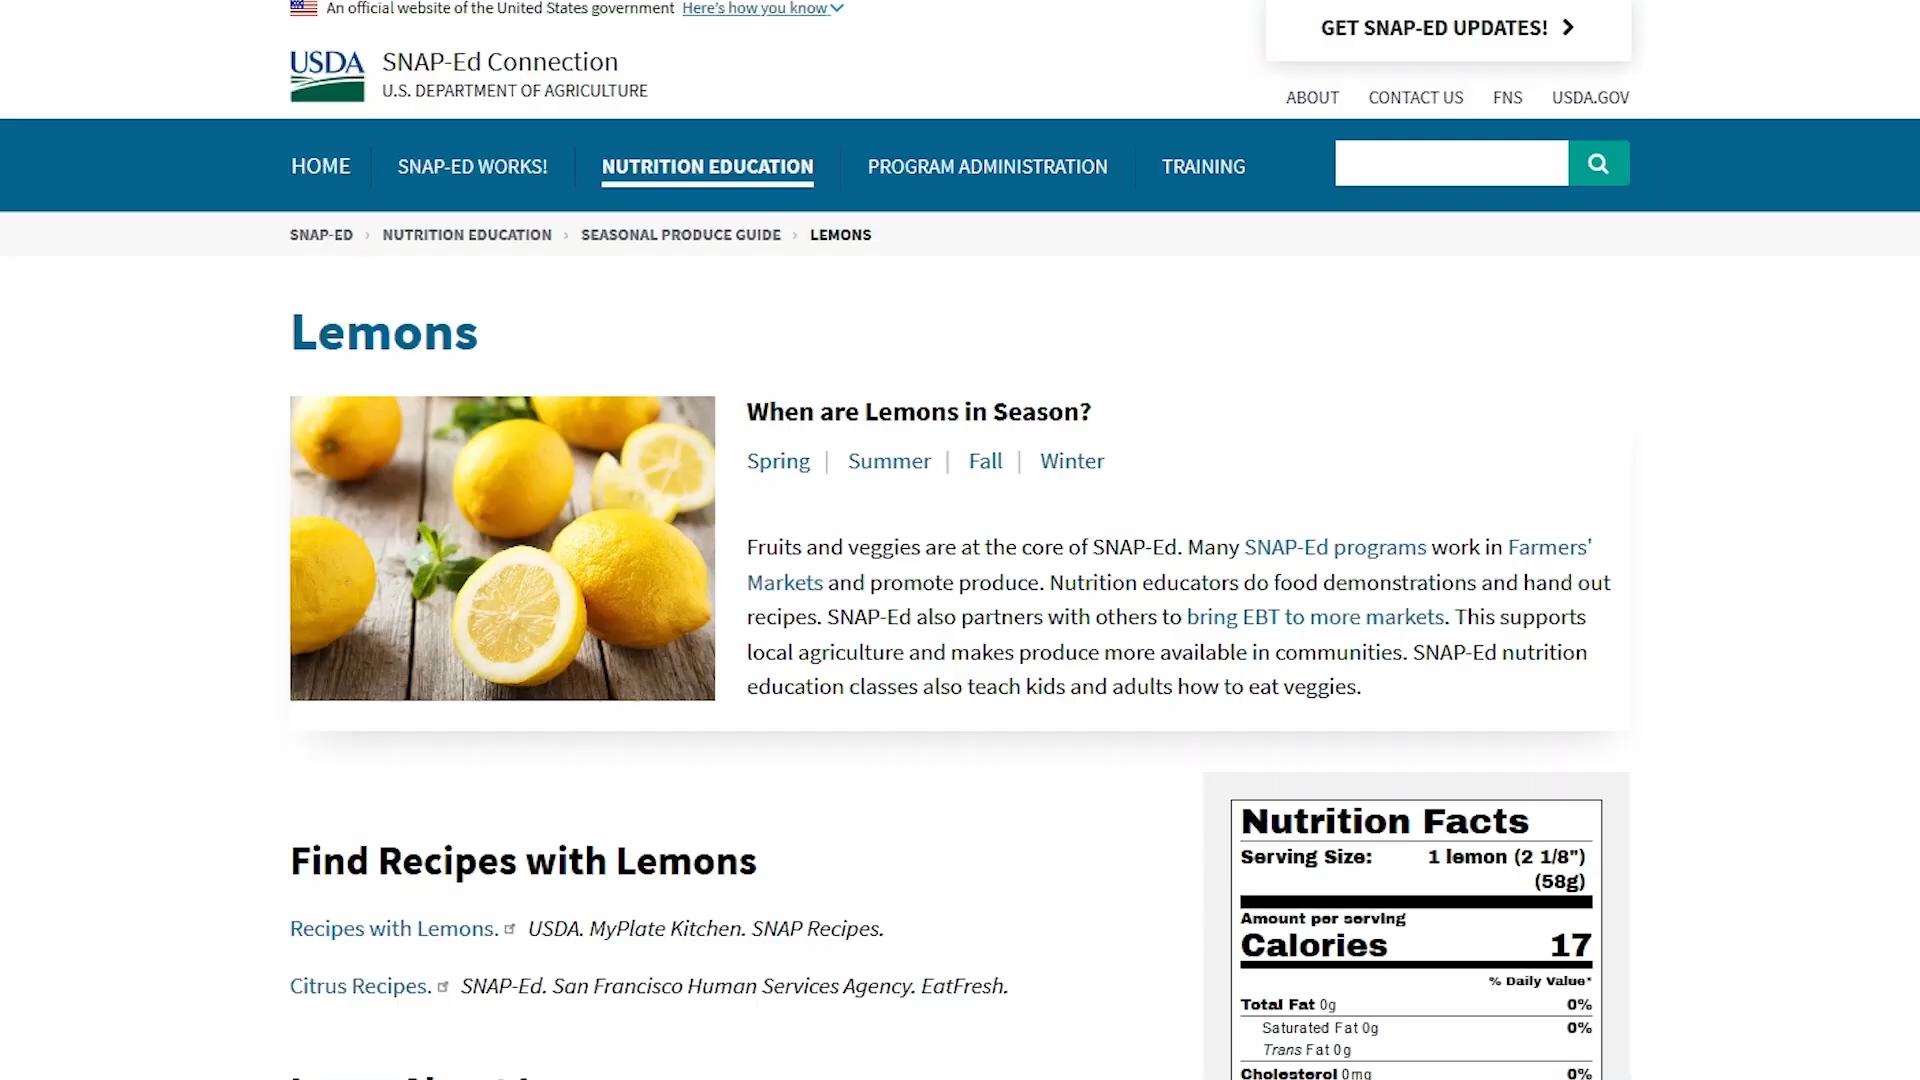 An official website of the United States government Here's how you know
GET SNAP-ED UPDATES!
USDA
SNAP-Ed Connection
U.S. DEPARTMENT OF AGRICULTURE
ABOUT CONTACT US FNS USDA.GOV
HOME SNAP-ED WORKS! NUTRITION EDUCATION PROGRAM ADMINISTRATION TRAINING
SNAP-ED › NUTRITION EDUCATION › SEASONAL PRODUCE GUIDE › LEMONS
Lemons
When are Lemons in Season?
Spring | Summer | Fall | Winter
Fruits and veggies are at the core of SNAP-Ed. Many SNAP-Ed programs work in Farmers'
Markets and promote produce. Nutrition educators do food demonstrations and hand out
recipes. SNAP-Ed also partners with others to bring EBT to more markets. This supports
local agriculture and makes produce more available in communities. SNAP-Ed nutrition
education classes also teach kids and adults how to eat veggies.
Find Recipes with Lemons
Recipes with Lemons. USDA. MyPlate Kitchen. SNAP Recipes.
Citrus Recipes. SNAP-Ed. San Francisco Human Services Agency. EatFresh.
Nutrition Facts
Serving Size: 1 lemon (2 1/8")
(58g)
Amount per serving
Calories 17
% Daily Value*
Total Fat 0g 0%
Saturated Fat 0g 0%
Trans Fat 0g
Cholesterol 0mg 0%